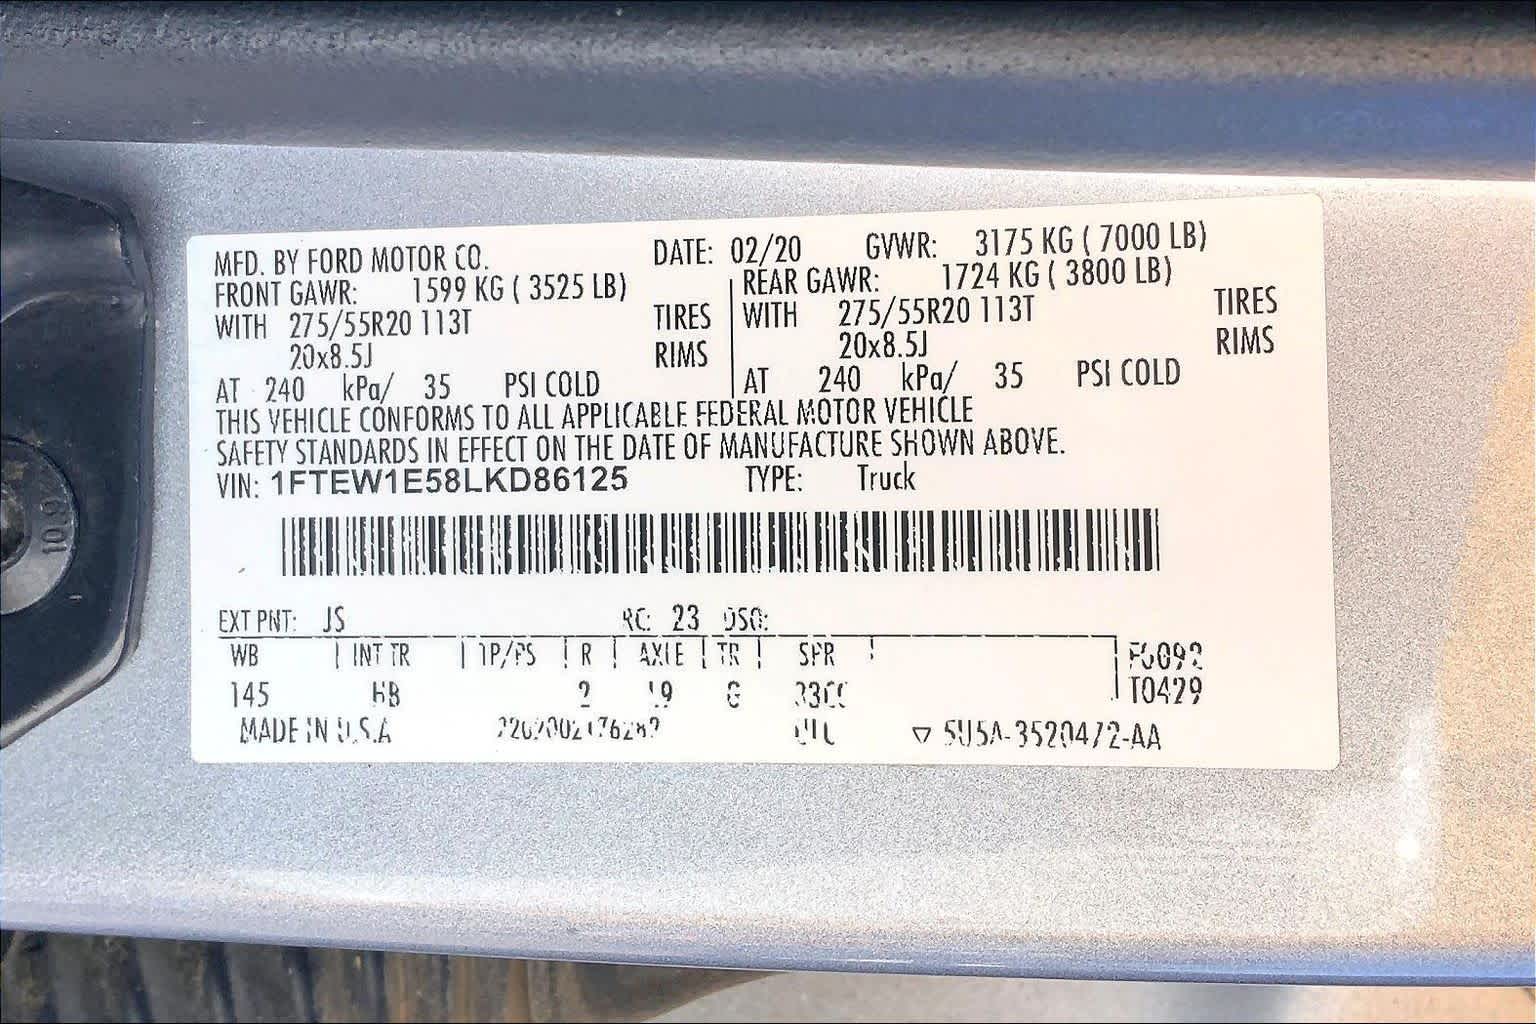 MFD. BY FORD MOTOR CO. DATE: 02/20 GVWR: 3175 KG ( 7000 LB)
FRONT GAWR: 1599 KG ( 3525 LB) REAR GAWR: 1724 KG ( 3800 LB)
WITH 275/55R20 113T TIRES WITH 275/55R20 113T TIRES
20x8.5J RIMS 20x8.5J RIMS
AT 240 kPa/ 35 PSI COLD AT 240 kPa/ 35 PSI COLD
THIS VEHICLE CONFORMS TO ALL APPLICABLE FEDERAL MOTOR VEHICLE
SAFETY STANDARDS IN EFFECT ON THE DATE OF MANUFACTURE SHOWN ABOVE.
VIN: 1FTEW1E58LKD86125 TYPE: Truck
EXT PNT: JS RC: 23 DSO:
WB INT TR TP/PS R AXLE TR SPR
145 2 19
T0429
MADE IN U.S.A
10.9